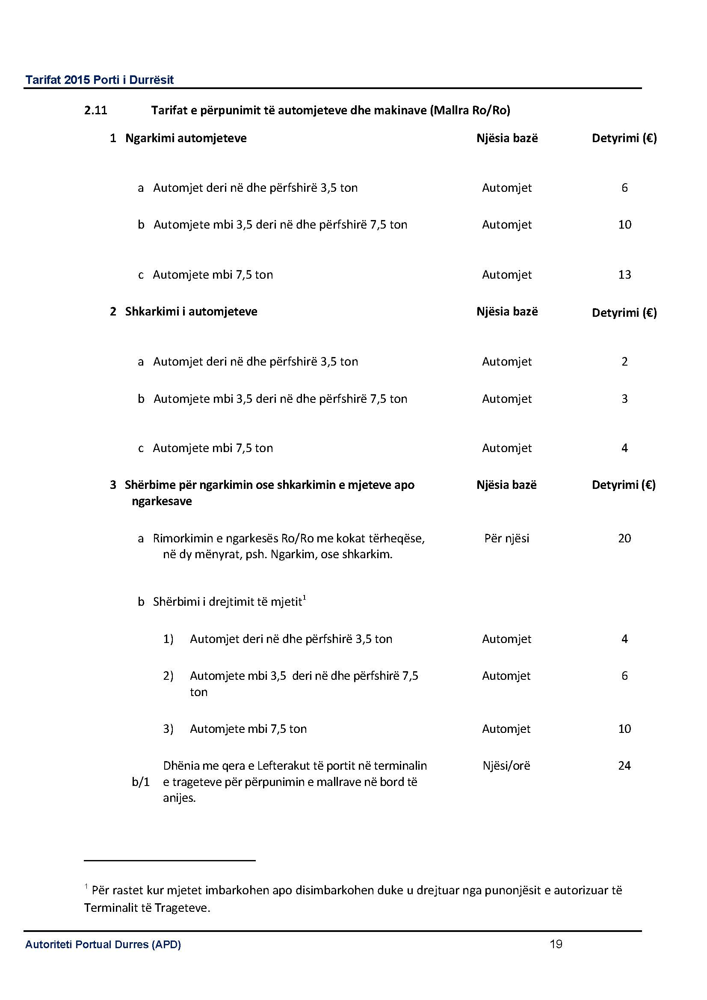 Tarifat 2015 Porti i Durrësit
2.11 Tarifat e përpunimit të automjeteve dhe makinave (Mallra Ro/Ro)
1 Ngarkimi automjeteve Njësia bazë Detyrimi (€)
a Automjet deri në dhe përfshirë 3,5 ton Automjet 6
b Automjete mbi 3,5 deri në dhe përfshirë 7,5 ton Automjet 10
c Automjete mbi 7,5 ton Automjet 13
2 Shkarkimi i automjeteve Njësia bazë Detyrimi (€)
a Automjet deri në dhe përfshirë 3,5 ton Automjet 2
b Automjete mbi 3,5 deri në dhe përfshirë 7,5 ton Automjet 3
c Automjete mbi 7,5 ton Automjet 4
3 Shërbime për ngarkimin ose shkarkimin e mjeteve apo Njësia bazë Detyrimi (€)
ngarkesave
a Rimorkimin e ngarkesës Ro/Ro me kokat tërheqëse, Për njësi 20
në dy mënyrat, psh. Ngarkim, ose shkarkim.
b Shërbimi i drejtimit të mjetit¹
1) Automjet deri në dhe përfshirë 3,5 ton Automjet 4
2) Automjete mbi 3,5 deri në dhe përfshirë 7,5 Automjet 6
ton
3) Automjete mbi 7,5 ton Automjet 10
Dhënia me qera e Lefterakut të portit në terminalin Njësi/orë 24
b/1 e trageteve për përpunimin e mallrave në bord të
anijes.
¹ Për rastet kur mjetet imbarkohen apo disimbarkohen duke u drejtuar nga punonjësit e autorizuar të
Terminalit të Trageteve.
Autoriteti Portual Durres (APD) 19